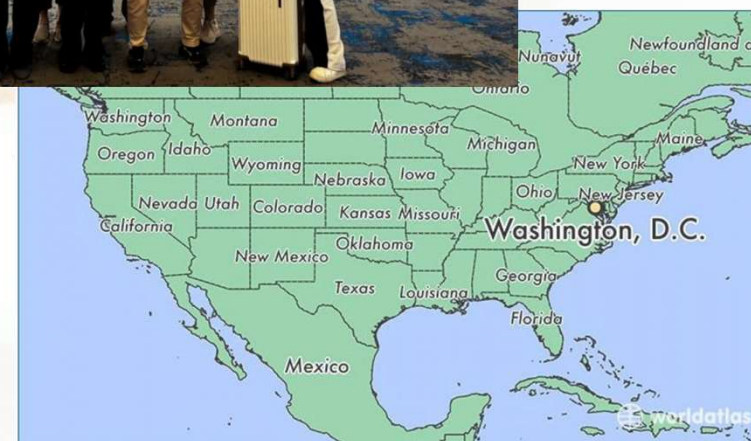 Nunavut
Newfoundland
Québec
Ontario
Washington
Montana
Minnesota
Michigan
Maine
Oregon
Idaho
Wyoming
New York
Nebraska
Iowa
Ohio
New Jersey
Nevada
Utah
Colorado
Kansas
Missouri
Washington, D.C.
California
Oklahoma
New Mexico
Georgia
Texas
Louisiana
Florida
Mexico
worldatlas